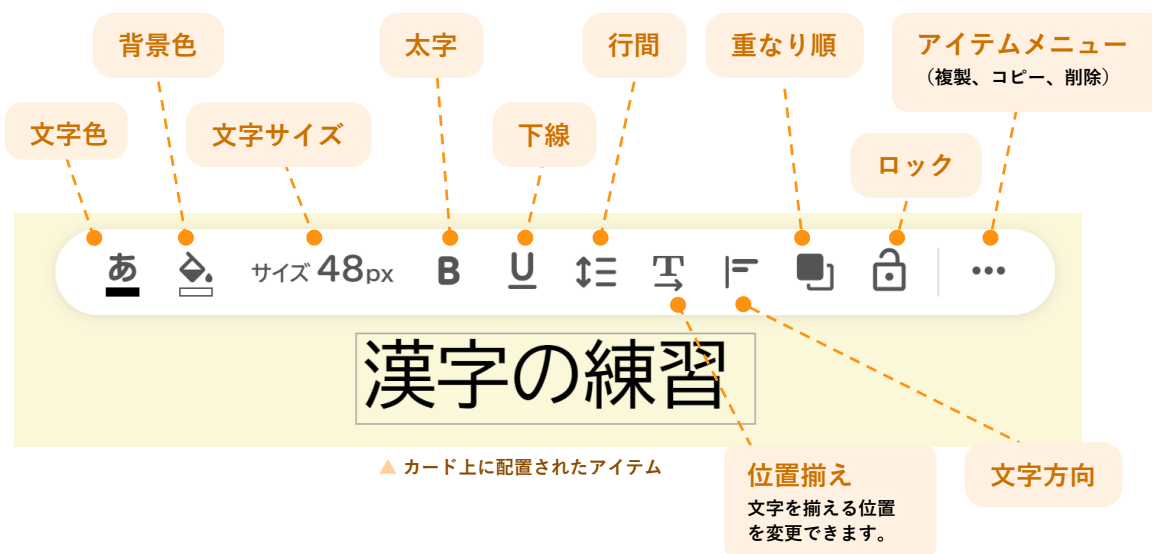 背景色
太字
行間
重なり順
アイテムメニュー
（複製、コピー、削除）
文字色
文字サイズ
下線
ロック
あ サイズ 48px B U T
漢字の練習
▲ カード上に配置されたアイテム
位置揃え
文字を揃える位置
を変更できます。
文字方向